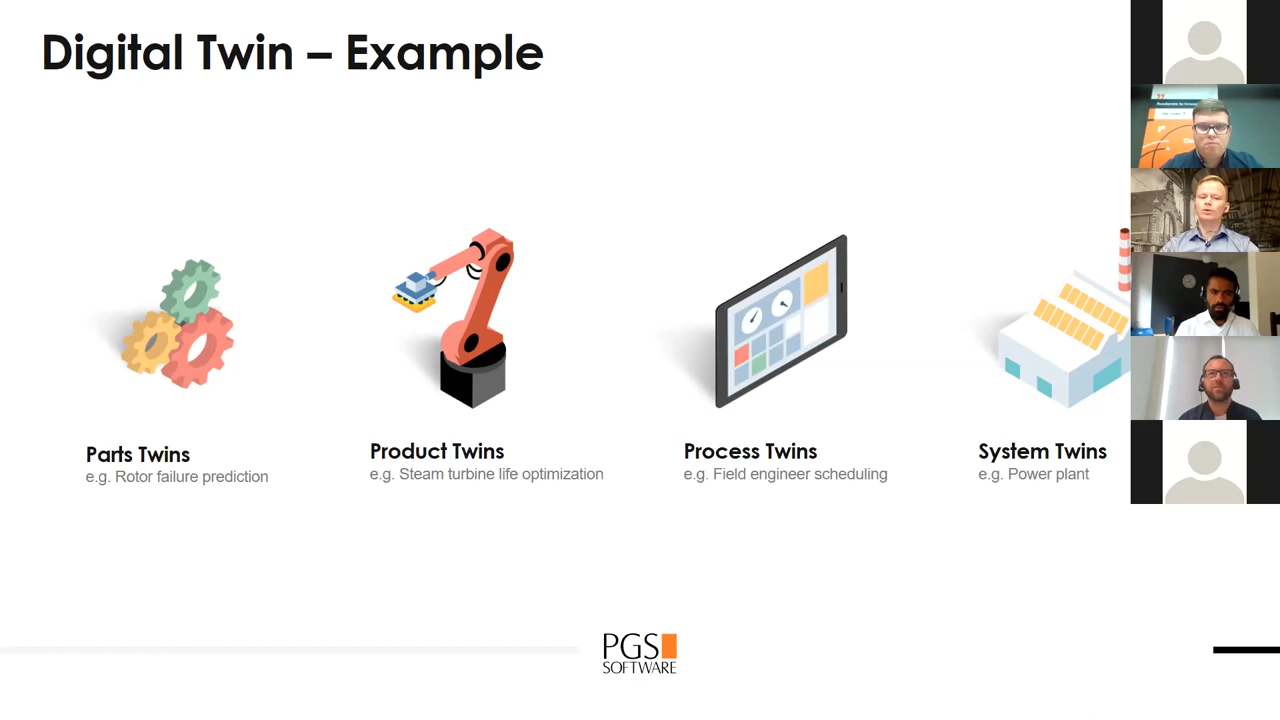 Digital Twin – Example
Parts Twins
e.g. Rotor failure prediction
Product Twins
e.g. Steam turbine life optimization
Process Twins
e.g. Field engineer scheduling
System Twins
e.g. Power plant
PGS
SOFTWARE